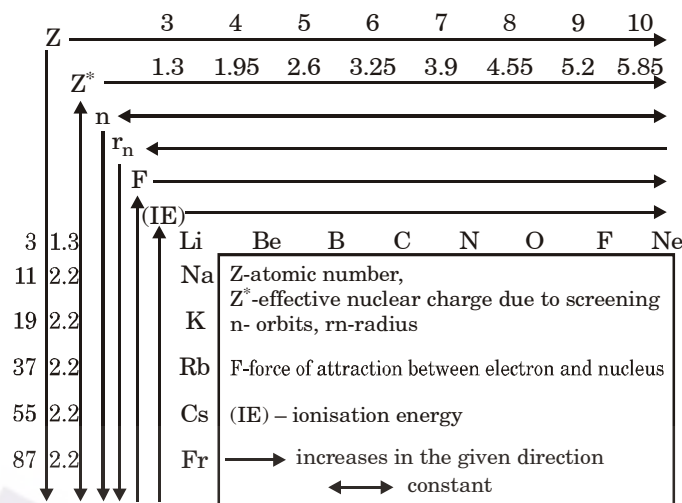 3 4 5 6 7 8 9 10
Z
1.3 1.95 2.6 3.25 3.9 4.55 5.2 5.85
Z*
n
rn
F
(IE)
3 1.3 Li Be B C N O F Ne
11 2.2 Na Z-atomic number,
Z*-effective nuclear charge due to screening
19 2.2 K n- orbits, rn-radius
37 2.2 Rb F-force of attraction between electron and nucleus
55 2.2 Cs (IE) – ionisation energy
87 2.2 Fr increases in the given direction
constant